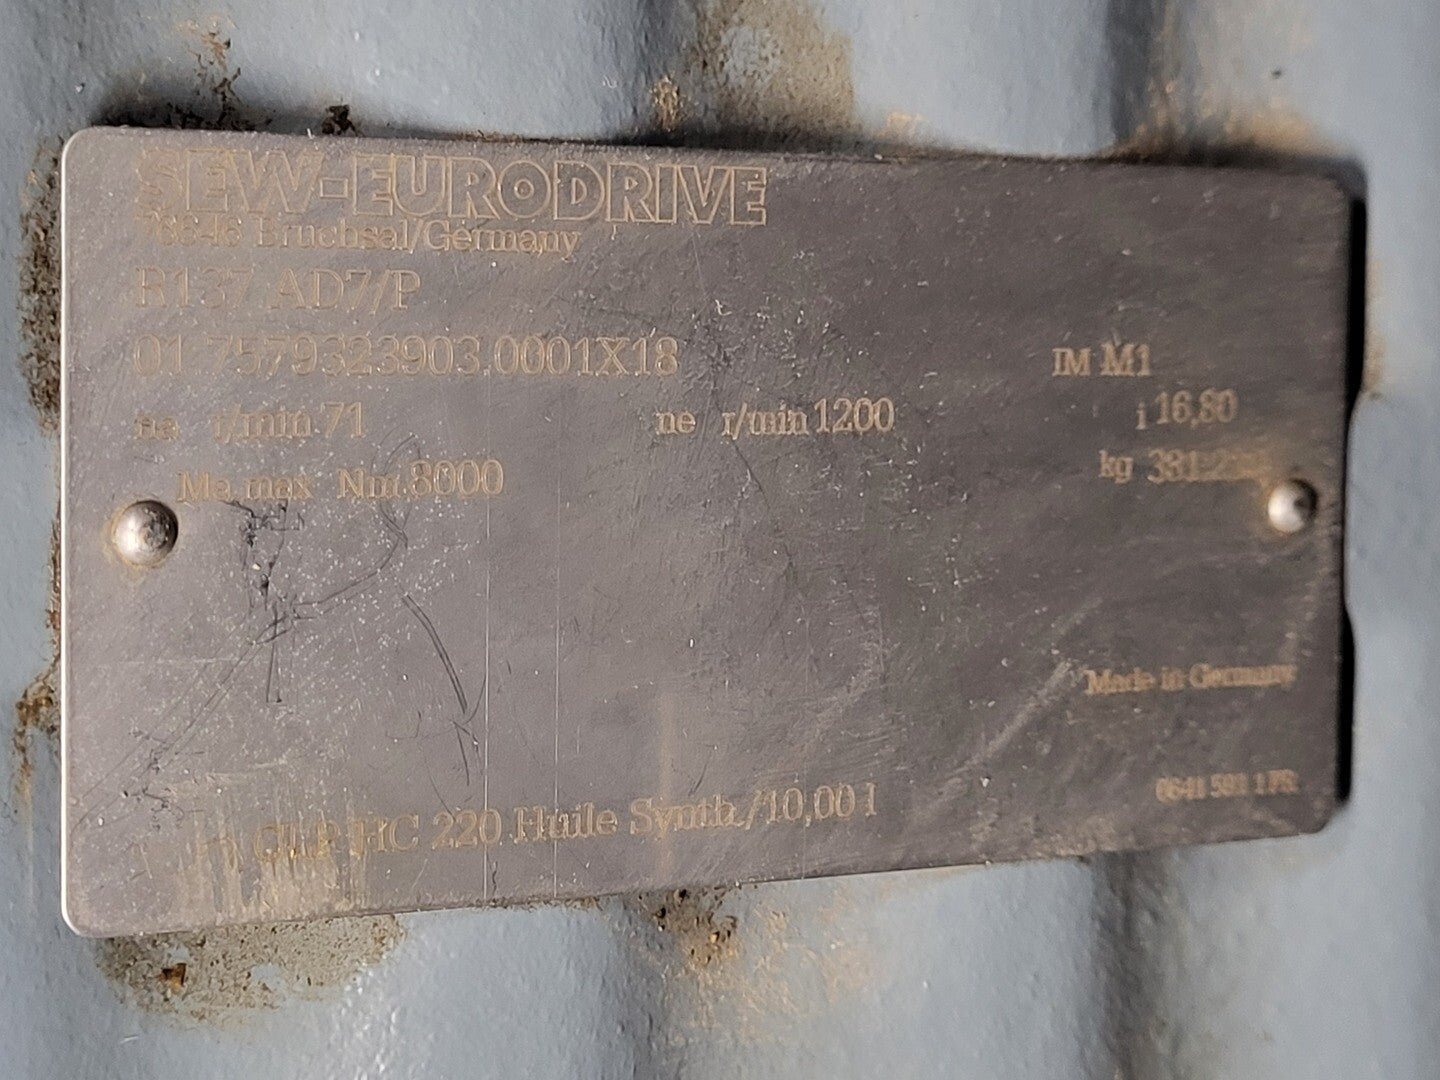 SEW-EURODRIVE
76646 Bruchsal/Germany
R137 AD7/P
01.7579323903.0001X18
IM M1
na r/min 71
ne r/min 1200
i 16,80
Ma max Nm 8000
kg
Made in Germany
CLP HC 220 Huile Synth./10,00 l